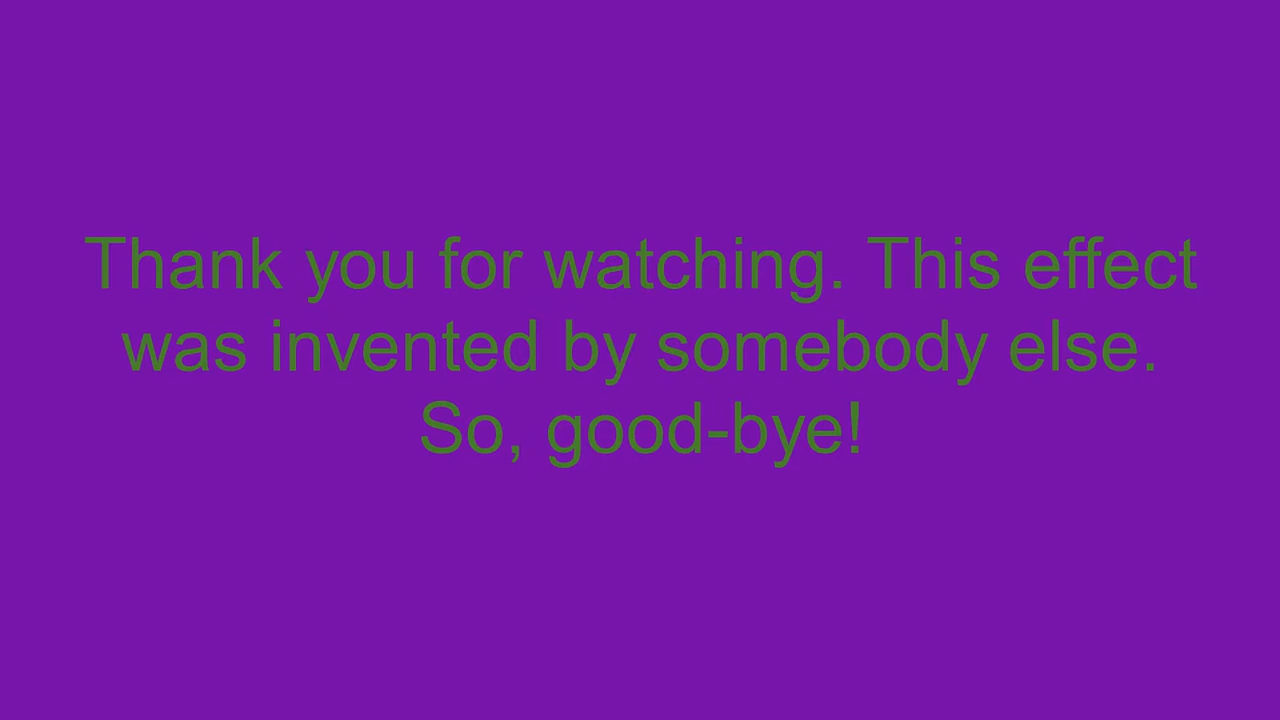 Thank you for watching. This effect
was invented by somebody else.
So, good-bye!